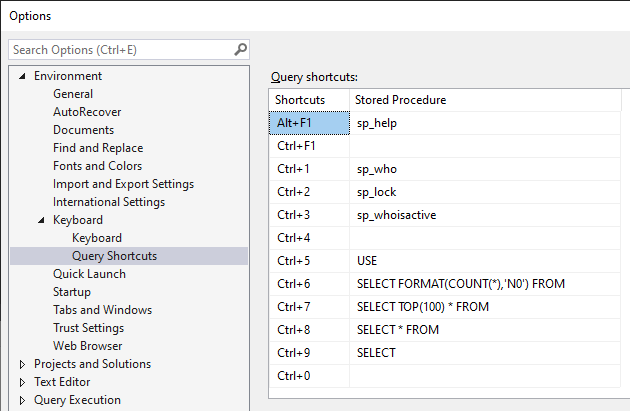 Options
Search Options (Ctrl+E)
Environment
General
AutoRecover
Documents
Find and Replace
Fonts and Colors
Import and Export Settings
International Settings
Keyboard
Keyboard
Query Shortcuts
Quick Launch
Startup
Tabs and Windows
Trust Settings
Web Browser
Projects and Solutions
Text Editor
Query Execution
Query shortcuts:
Shortcuts Stored Procedure
Alt+F1 sp_help
Ctrl+F1
Ctrl+1 sp_who
Ctrl+2 sp_lock
Ctrl+3 sp_whoisactive
Ctrl+4
Ctrl+5 USE
Ctrl+6 SELECT FORMAT(COUNT(*),'N0') FROM
Ctrl+7 SELECT TOP(100) * FROM
Ctrl+8 SELECT * FROM
Ctrl+9 SELECT
Ctrl+0